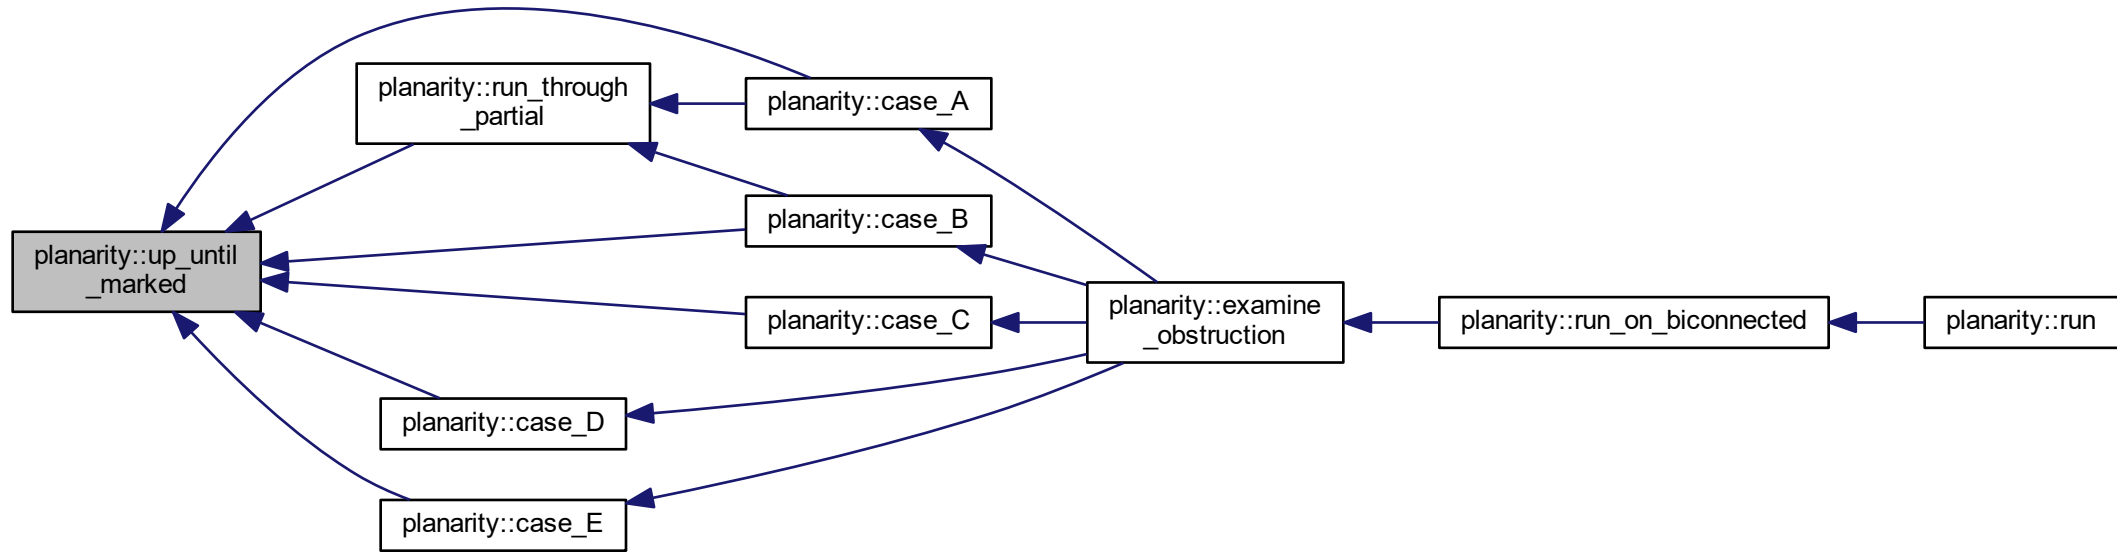 planarity::up_until
_marked
planarity::run_through
_partial
planarity::case_A
planarity::case_B
planarity::case_C
planarity::case_D
planarity::case_E
planarity::examine
_obstruction
planarity::run_on_biconnected
planarity::run